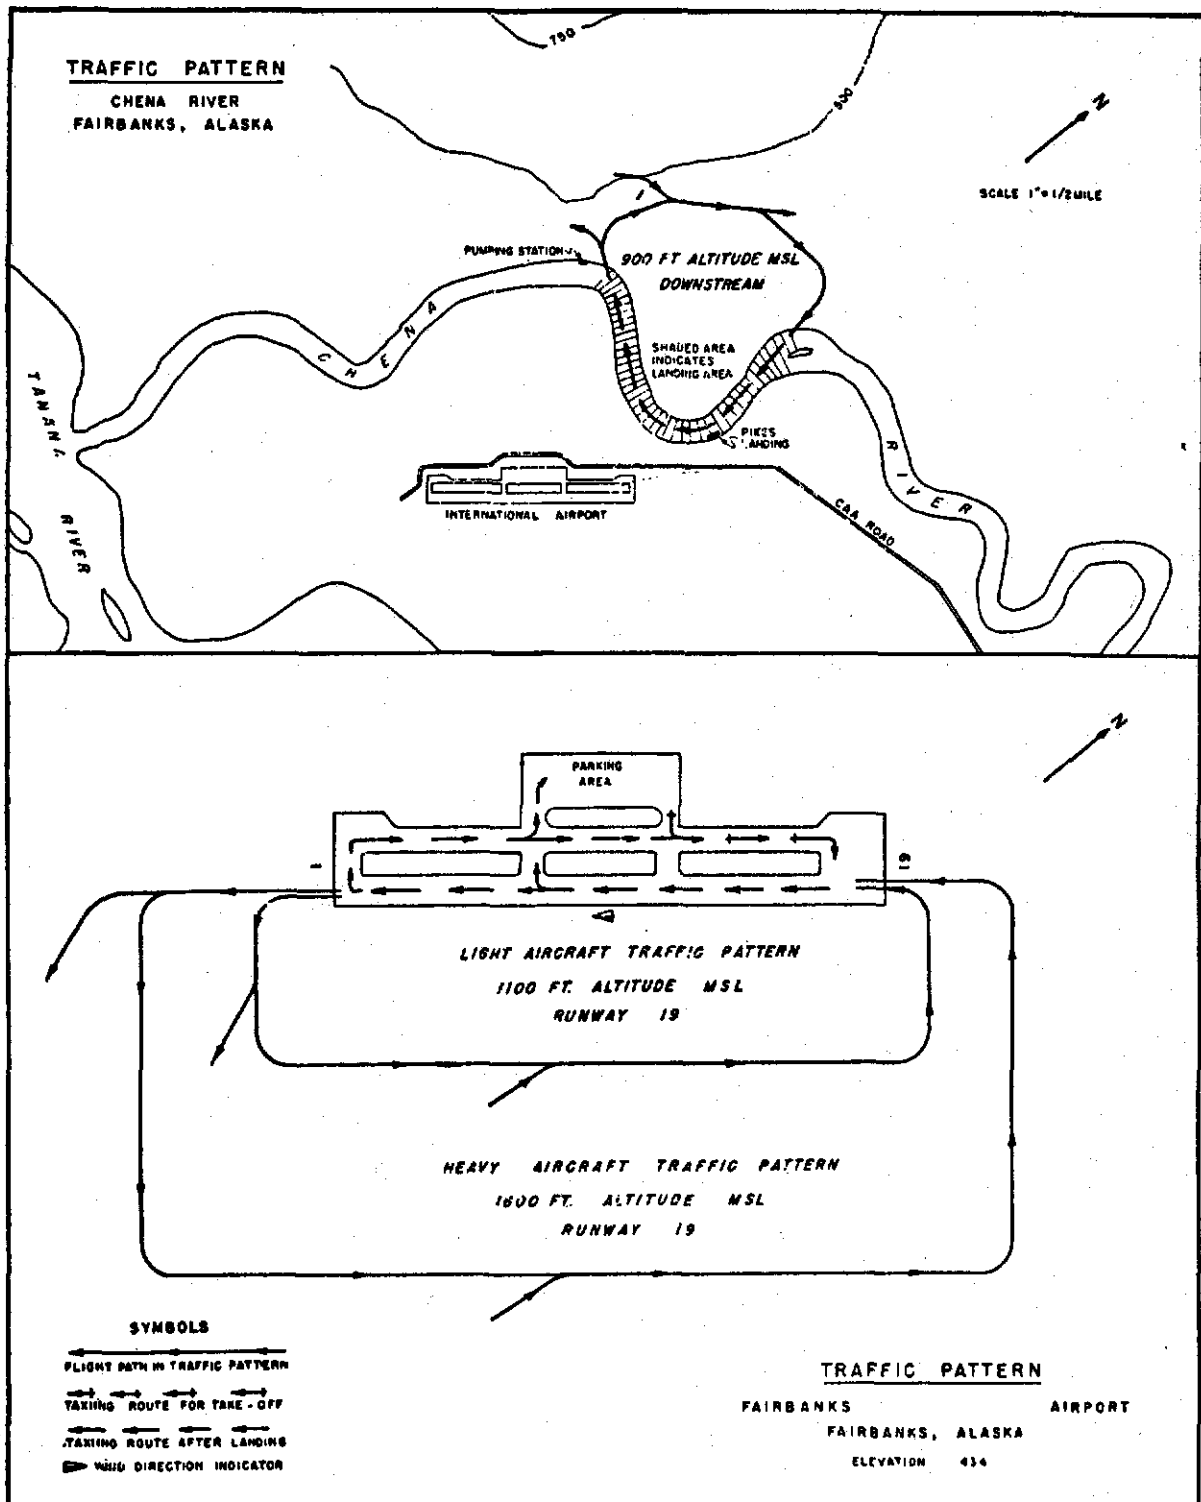 TRAFFIC PATTERN
CHENA RIVER
FAIRBANKS, ALASKA
790
500
N
SCALE 1" = 1/2 MILE
PUMPING STATION
900 FT ALTITUDE MSL
DOWNSTREAM
CHENA
SHADED AREA
INDICATES
LANDING AREA
PIKES
LANDING
TANANA
RIVER
RIVER
INTERNATIONAL AIRPORT
CAA ROAD
N
PARKING
AREA
1
19
LIGHT AIRCRAFT TRAFFIC PATTERN
1100 FT. ALTITUDE MSL
RUNWAY 19
HEAVY AIRCRAFT TRAFFIC PATTERN
1600 FT. ALTITUDE MSL
RUNWAY 19
SYMBOLS
FLIGHT PATH IN TRAFFIC PATTERN
TAXIING ROUTE FOR TAKE-OFF
TAXIING ROUTE AFTER LANDING
WIND DIRECTION INDICATOR
TRAFFIC PATTERN
FAIRBANKS AIRPORT
FAIRBANKS, ALASKA
ELEVATION 434